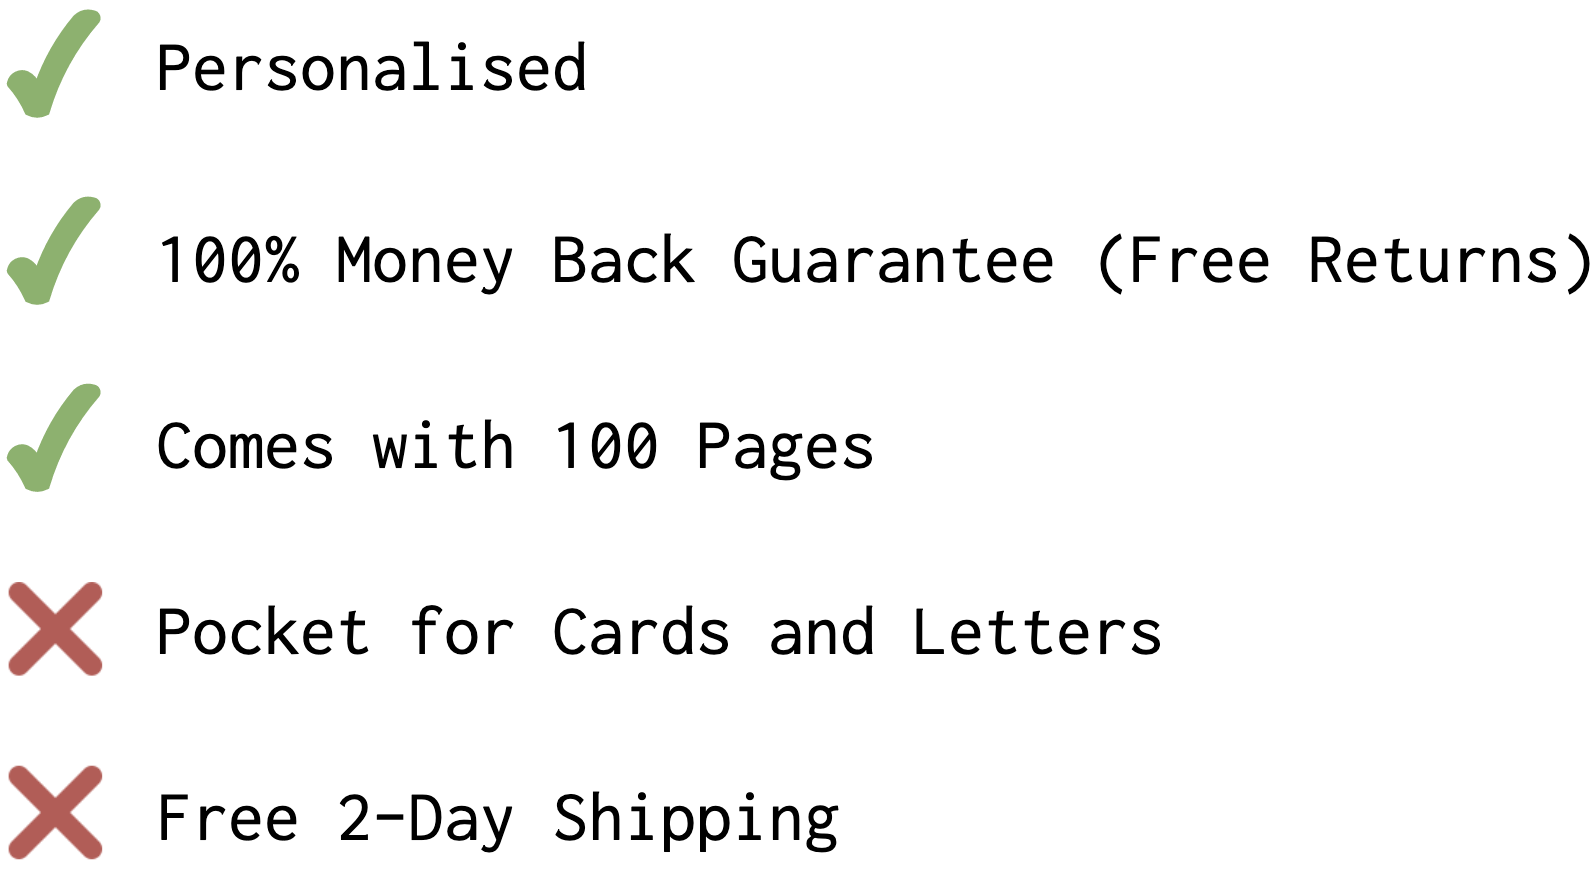 Personalised
100% Money Back Guarantee (Free Returns)
Comes with 100 Pages
Pocket for Cards and Letters
Free 2-Day Shipping